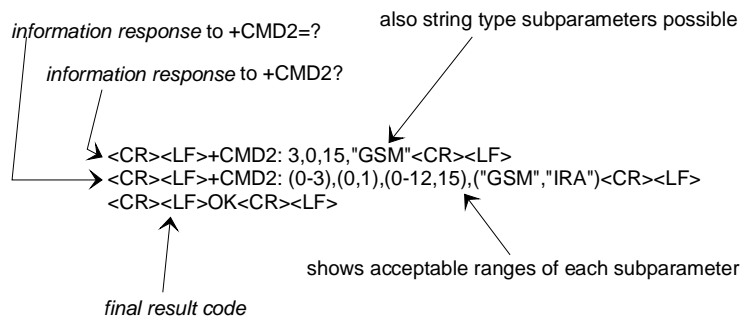 information response to +CMD2=?
also string type subparameters possible
information response to +CMD2?
<CR><LF>+CMD2: 3,0,15,"GSM"<CR><LF>
<CR><LF>+CMD2: (0-3),(0,1),(0-12,15),("GSM","IRA")<CR><LF>
<CR><LF>OK<CR><LF>
shows acceptable ranges of each subparameter
final result code